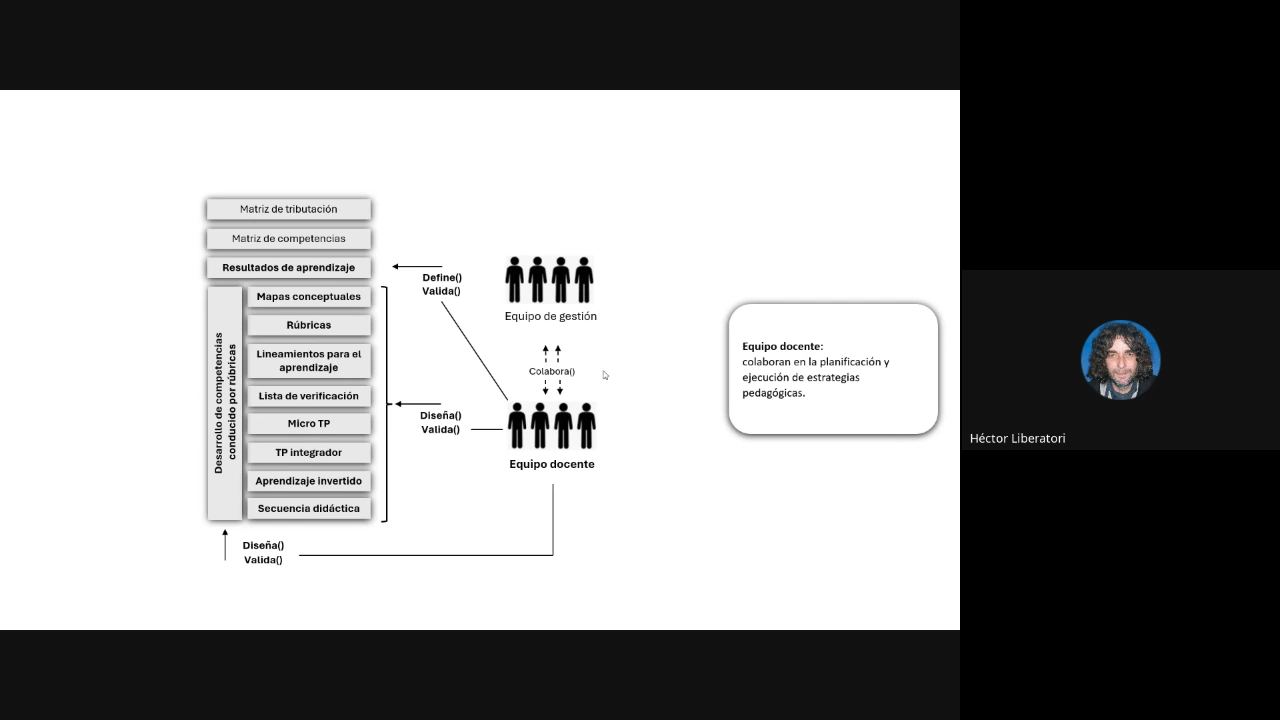 Matriz de tributación
Matriz de competencias
Resultados de aprendizaje
Desarrollo de competencias
conducido por rúbricas
Mapas conceptuales
Rúbricas
Lineamientos para el
aprendizaje
Lista de verificación
Micro TP
TP integrador
Aprendizaje invertido
Secuencia didáctica
Define()
Valida()
Equipo de gestión
Colabora()
Diseña()
Valida()
Equipo docente
Diseña()
Valida()
Equipo docente:
colaboran en la planificación y
ejecución de estrategias
pedagógicas.
Héctor Liberatori